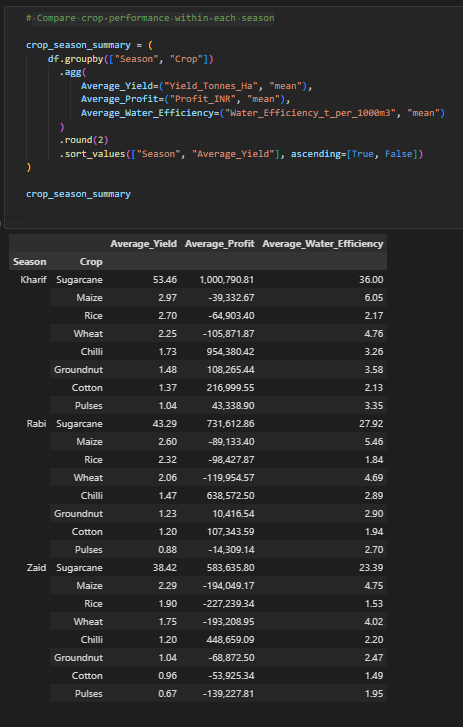 # Compare crop performance within each season
crop_season_summary = (
    df.groupby(["Season", "Crop"])
      .agg(
          Average_Yield=("Yield_Tonnes_Ha", "mean"),
          Average_Profit=("Profit_INR", "mean"),
          Average_Water_Efficiency=("Water_Efficiency_t_per_1000m3", "mean")
      )
      .round(2)
      .sort_values(["Season", "Average_Yield"], ascending=[True, False])
)
crop_season_summary
Average_Yield Average_Profit Average_Water_Efficiency
Season Crop
Kharif Sugarcane 53.46 1,000,790.81 36.00
Maize 2.97 -39,332.67 6.05
Rice 2.70 -64,903.40 2.17
Wheat 2.25 -105,871.87 4.76
Chilli 1.73 954,380.42 3.26
Groundnut 1.48 108,265.44 3.58
Cotton 1.37 216,999.55 2.13
Pulses 1.04 43,338.90 3.35
Rabi Sugarcane 43.29 731,612.86 27.92
Maize 2.60 -89,133.40 5.46
Rice 2.32 -98,427.87 1.84
Wheat 2.06 -119,954.57 4.69
Chilli 1.47 638,572.50 2.89
Groundnut 1.23 10,416.54 2.90
Cotton 1.20 107,343.59 1.94
Pulses 0.88 -14,309.14 2.70
Zaid Sugarcane 38.42 583,635.80 23.39
Maize 2.29 -194,049.17 4.75
Rice 1.90 -227,239.34 1.53
Wheat 1.75 -193,208.95 4.02
Chilli 1.20 448,659.09 2.20
Groundnut 1.04 -68,872.50 2.47
Cotton 0.96 -53,925.34 1.49
Pulses 0.67 -139,227.81 1.95